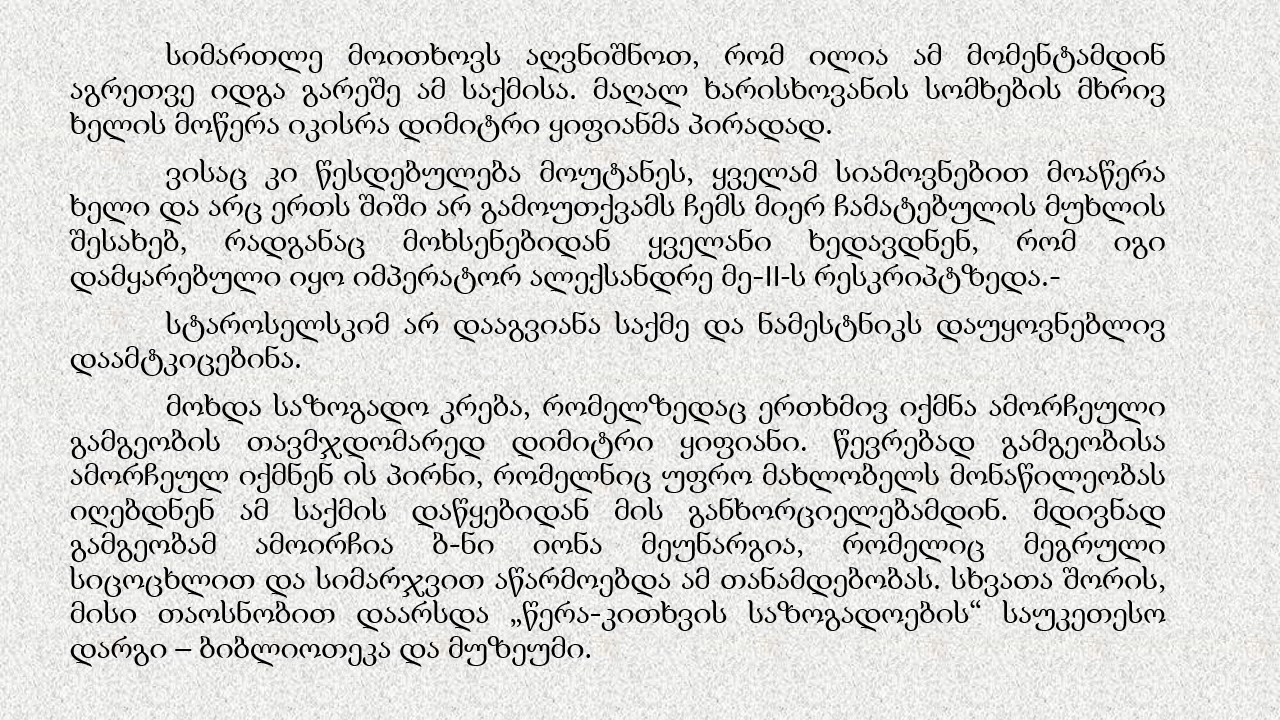 სიმართლე მოითხოვს აღვნიშნოთ, რომ ილია ამ მომენტამდინ
აგრეთვე იდგა გარეშე ამ საქმისა. მაღალ ხარისხოვანის სომხების მხრივ
ხელის მოწერა იკისრა დიმიტრი ყიფიანმა პირადად.
ვისაც კი წესდებულება მოუტანეს, ყველამ სიამოვნებით მოაწერა
ხელი და არც ერთს შიში არ გამოუთქვამს ჩემს მიერ ჩამატებულის მუხლის
შესახებ, რადგანაც მოხსენებიდან ყველანი ხედავდნენ, რომ იგი
დამყარებული იყო იმპერატორ ალექსანდრე მე-II-ს რესკრიპტზედა.-
სტაროსელსკიმ არ დააგვიანა საქმე და ნამესტნიკს დაუყოვნებლივ
დაამტკიცებინა.
მოხდა საზოგადო კრება, რომელზედაც ერთხმივ იქმნა ამორჩეული
გამგეობის თავმჯდომარედ დიმიტრი ყიფიანი. წევრებად გამგეობისა
ამორჩეულ იქმნენ ის პირნი, რომელნიც უფრო მახლობელს მონაწილეობას
იღებდნენ ამ საქმის დაწყებიდან მის განხორციელებამდინ. მდივნად
გამგეობამ ამოირჩია ბ-ნი იონა მეუნარგია, რომელიც მეგრული
სიცოცხლით და სიმარჯვით აწარმოებდა ამ თანამდებობას. სხვათა შორის,
მისი თაოსნობით დაარსდა „წერა-კითხვის საზოგადოების“ საუკეთესო
დარგი – ბიბლიოთეკა და მუზეუმი.